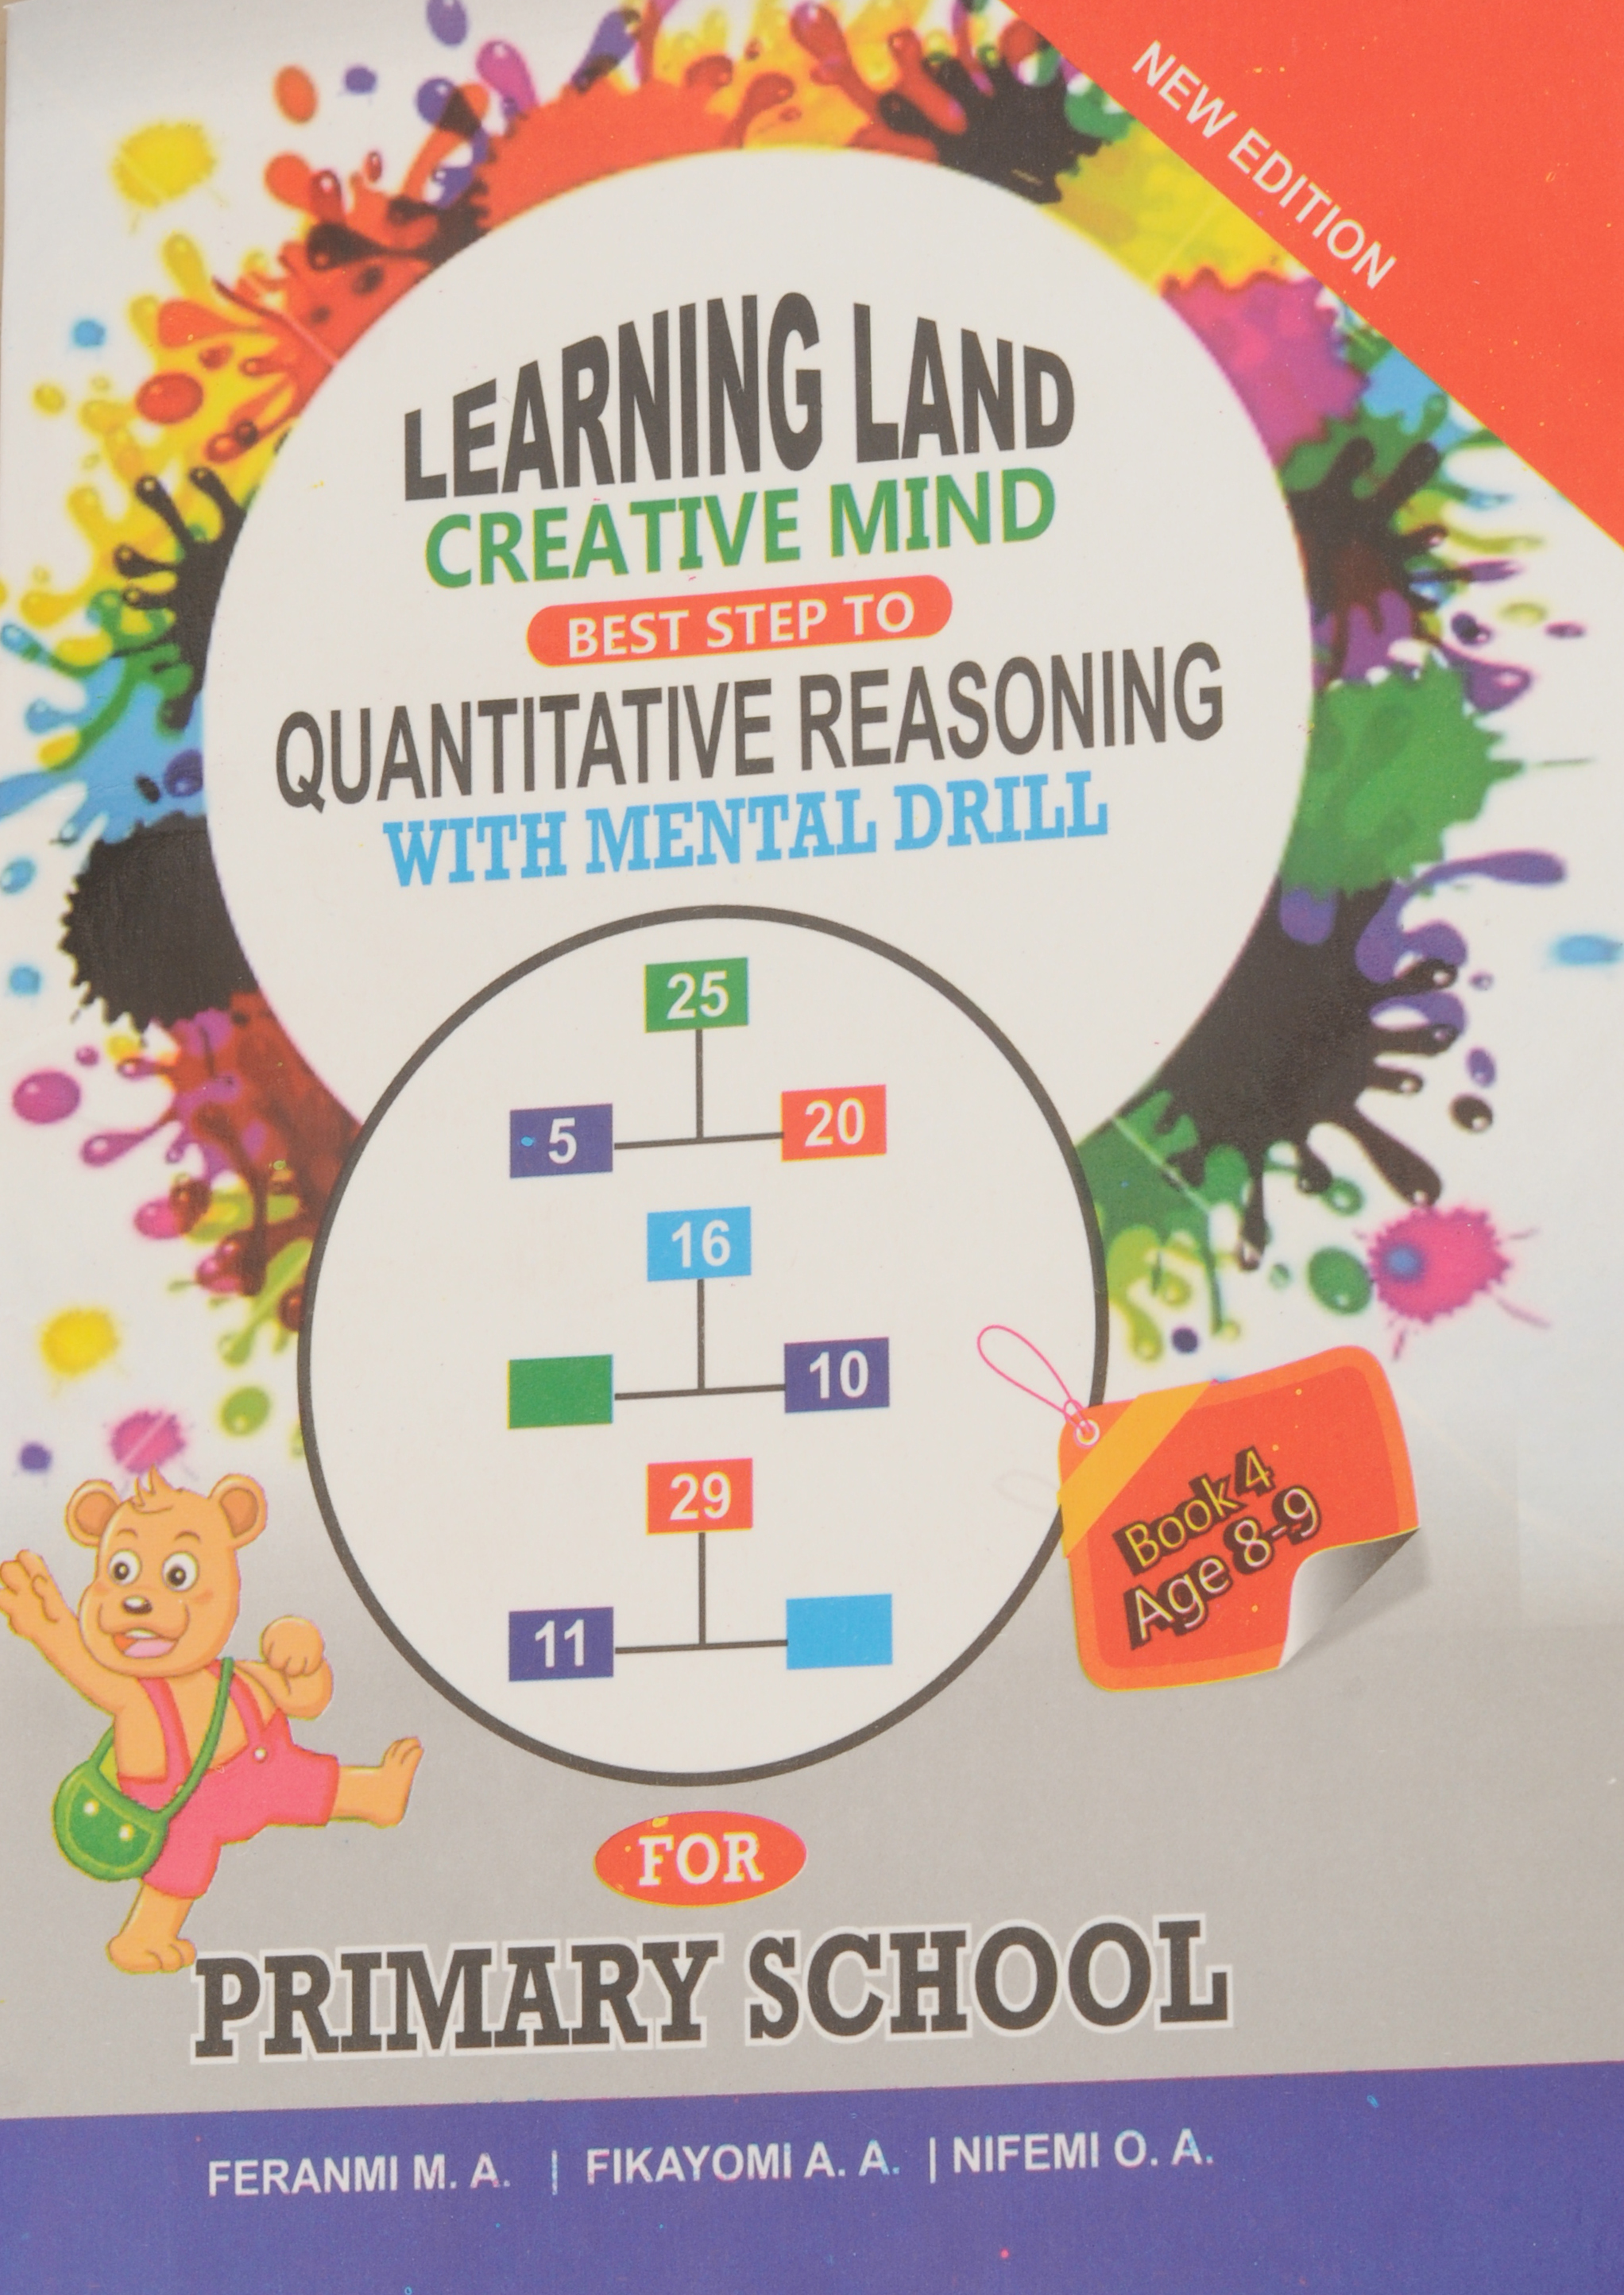 NEW EDITION
LEARNING LAND
CREATIVE MIND
BEST STEP TO
QUANTITATIVE REASONING
WITH MENTAL DRILL
25
5 20
16
10
29
11
Book 4
Age 8-9
FOR
PRIMARY SCHOOL
FERANMI M. A. | FIKAYOMI A. A. | NIFEMI O. A.